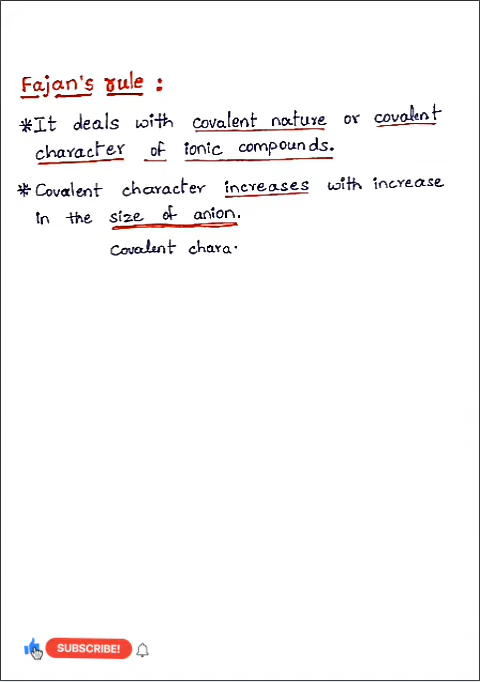 Fajan's rule :
*It deals with covalent nature or covalent
character of ionic compounds.
* Covalent character increases with increase
in the size of anion.
Covalent chara.
SUBSCRIBE!